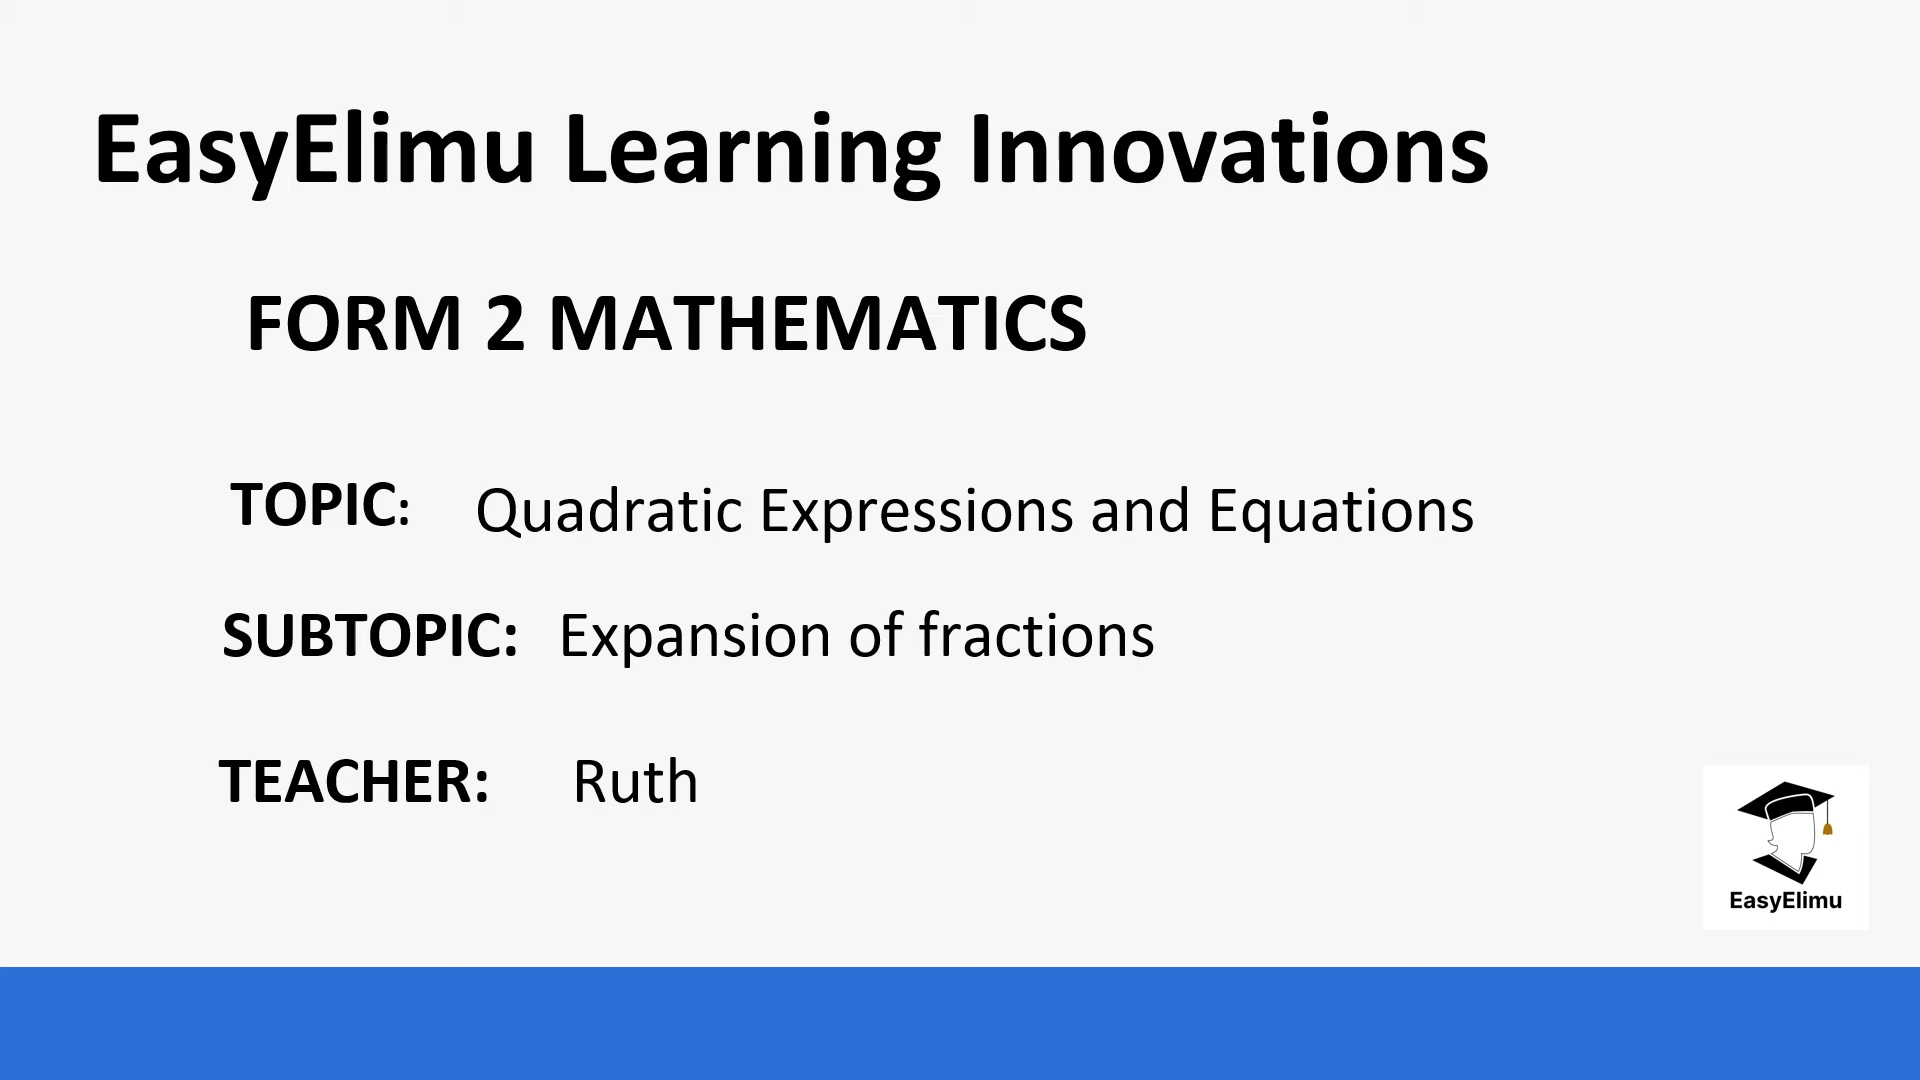 EasyElimu Learning Innovations
FORM 2 MATHEMATICS
TOPIC: Quadratic Expressions and Equations
SUBTOPIC: Expansion of fractions
TEACHER: Ruth
EasyElimu